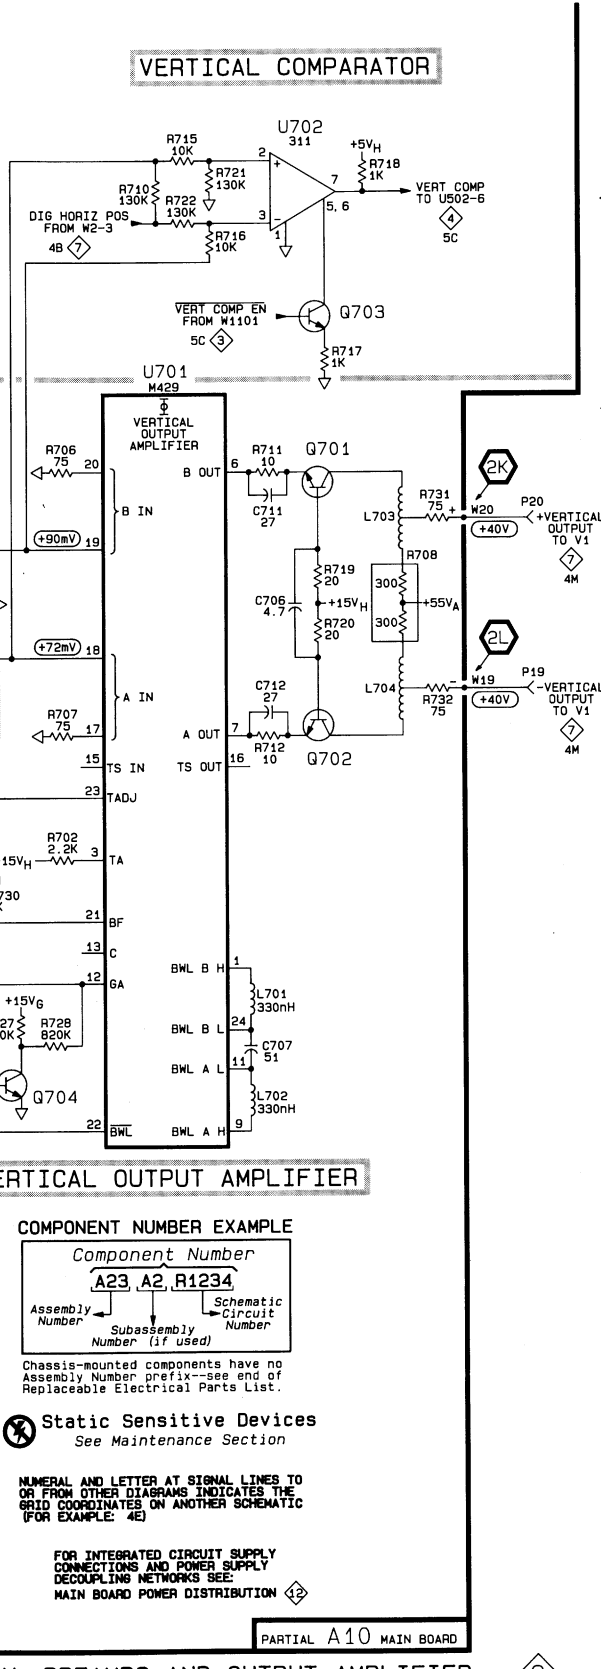 VERTICAL COMPARATOR
U702
311
R715
10K
2
+
+5VH
R718
1K
R721
130K
R710
130K
R722
130K
7
5, 6
VERT COMP
TO U502-6
4
5C
DIG HORIZ POS
FROM W2-3
4B 7
3
-
1
R716
10K
VERT COMP EN
FROM W1101
5C 3
Q703
R717
1K
U701
M429
VERTICAL
OUTPUT
AMPLIFIER
R706
75
20
B IN
B OUT
6
R711
10
C711
27
Q701
L703
R731
75
+
2K
W20
+40V
P20
+VERTICAL
OUTPUT
TO V1
7
4M
+90mV
19
R719
20
C706
4.7
+15VH
R720
20
R708
300
+55VA
300
2L
+72mV
18
A IN
R707
75
17
L704
-
R732
75
W19
+40V
P19
-VERTICAL
OUTPUT
TO V1
7
4M
C712
27
A OUT
7
R712
10
Q702
15
TS IN
TS OUT
16
23
TADJ
R702
2.2K
15VH
3
TA
730
K
21
BF
13
C
12
GA
BWL B H
1
L701
330nH
BWL B L
24
C707
51
BWL A L
11
L702
330nH
BWL A H
9
+15VG
27
0K
R728
820K
Q704
22
BWL
ERTICAL OUTPUT AMPLIFIER
COMPONENT NUMBER EXAMPLE
Component Number
A23 A2 R1234
Assembly
Number
Subassembly
Number (if used)
Schematic
Circuit
Number
Chassis-mounted components have no
Assembly Number prefix--see end of
Replaceable Electrical Parts List.
Static Sensitive Devices
See Maintenance Section
NUMERAL AND LETTER AT SIGNAL LINES TO
OR FROM OTHER DIAGRAMS INDICATES THE
GRID COORDINATES ON ANOTHER SCHEMATIC
(FOR EXAMPLE: 4E)
FOR INTEGRATED CIRCUIT SUPPLY
CONNECTIONS AND POWER SUPPLY
DECOUPLING NETWORKS SEE:
MAIN BOARD POWER DISTRIBUTION 12
PARTIAL A10 MAIN BOARD
AND OUTPUT AMPLIFIER